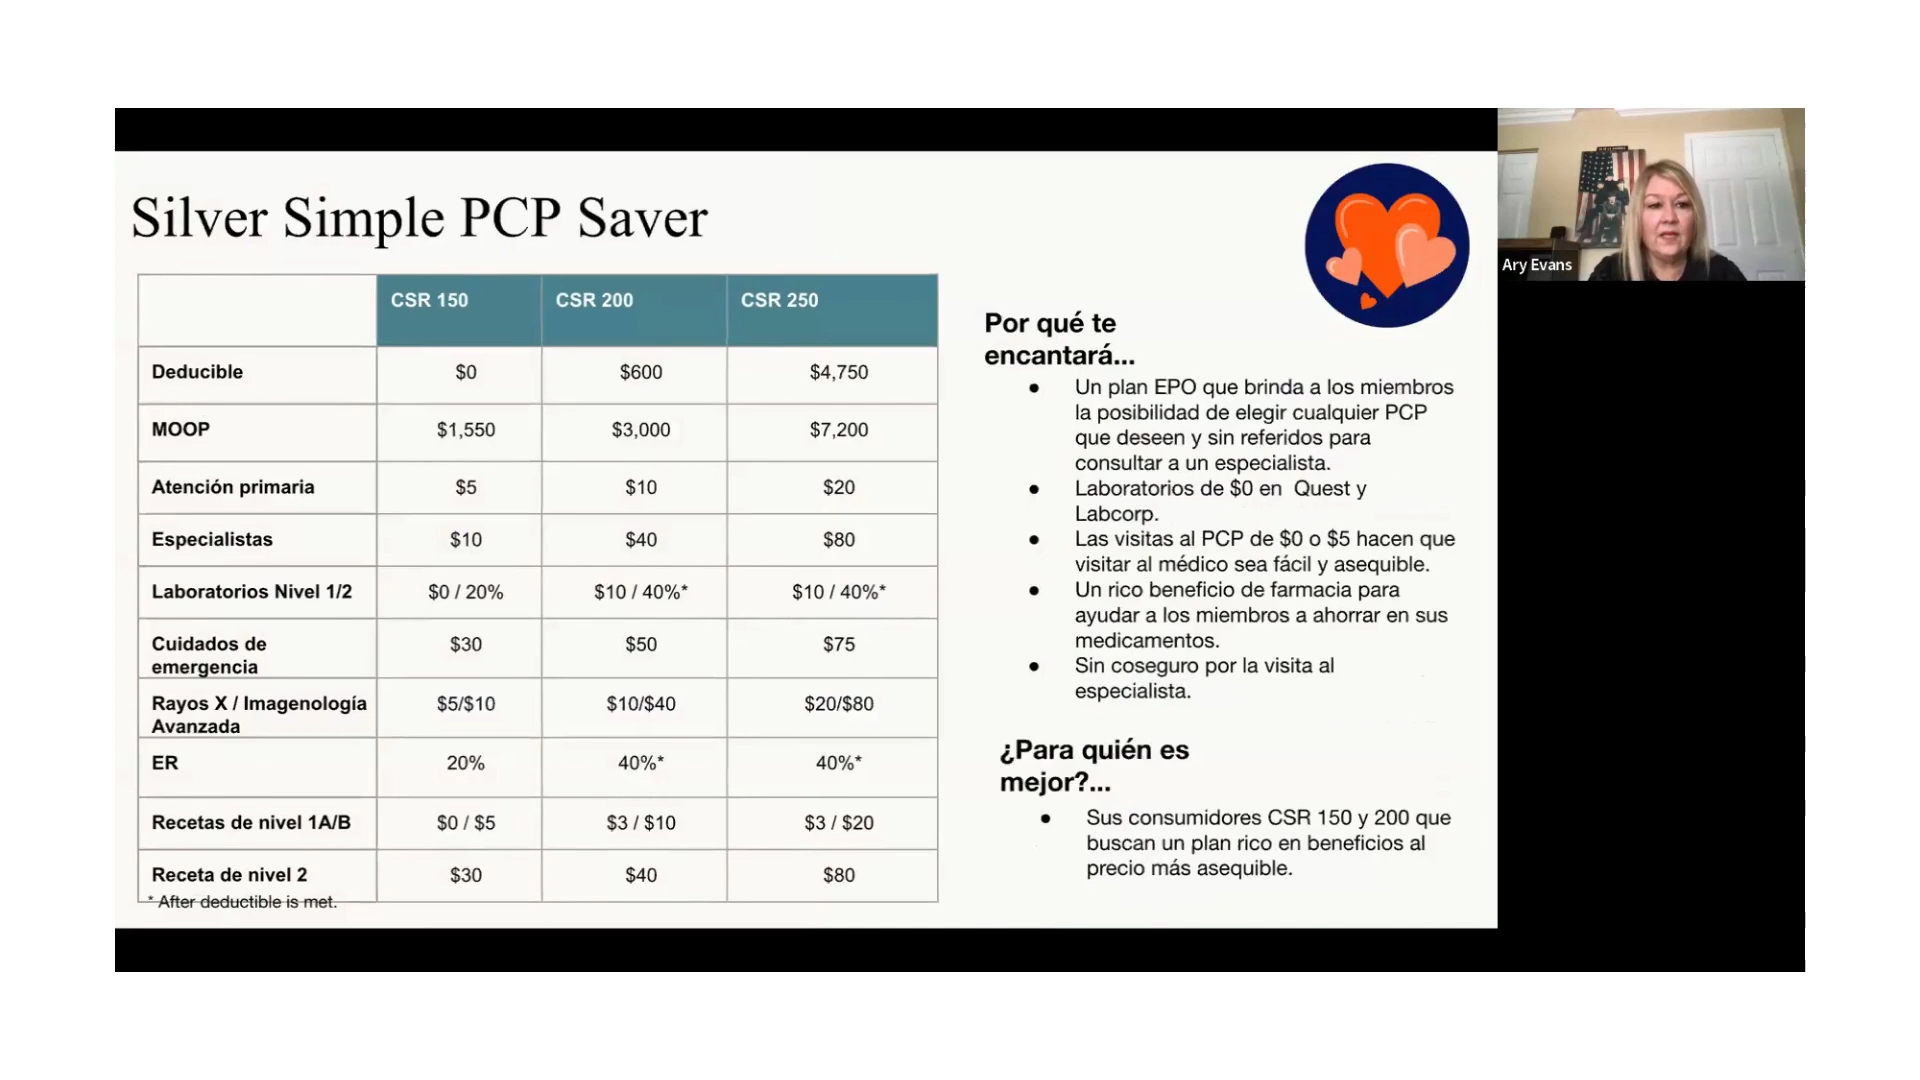 Silver Simple PCP Saver
CSR 150 CSR 200 CSR 250
Deducible $0 $600 $4,750
MOOP $1,550 $3,000 $7,200
Atención primaria $5 $10 $20
Especialistas $10 $40 $80
Laboratorios Nivel 1/2 $0 / 20% $10 / 40%* $10 / 40%*
Cuidados de
emergencia $30 $50 $75
Rayos X / Imagenología
Avanzada $5/$10 $10/$40 $20/$80
ER 20% 40%* 40%*
Recetas de nivel 1A/B $0 / $5 $3 / $10 $3 / $20
Receta de nivel 2 $30 $40 $80
* After deductible is met.
Por qué te
encantará...
● Un plan EPO que brinda a los miembros
la posibilidad de elegir cualquier PCP
que deseen y sin referidos para
consultar a un especialista.
● Laboratorios de $0 en Quest y
Labcorp.
● Las visitas al PCP de $0 o $5 hacen que
visitar al médico sea fácil y asequible.
● Un rico beneficio de farmacia para
ayudar a los miembros a ahorrar en sus
medicamentos.
● Sin coseguro por la visita al
especialista.
¿Para quién es
mejor?...
● Sus consumidores CSR 150 y 200 que
buscan un plan rico en beneficios al
precio más asequible.
Ary Evans